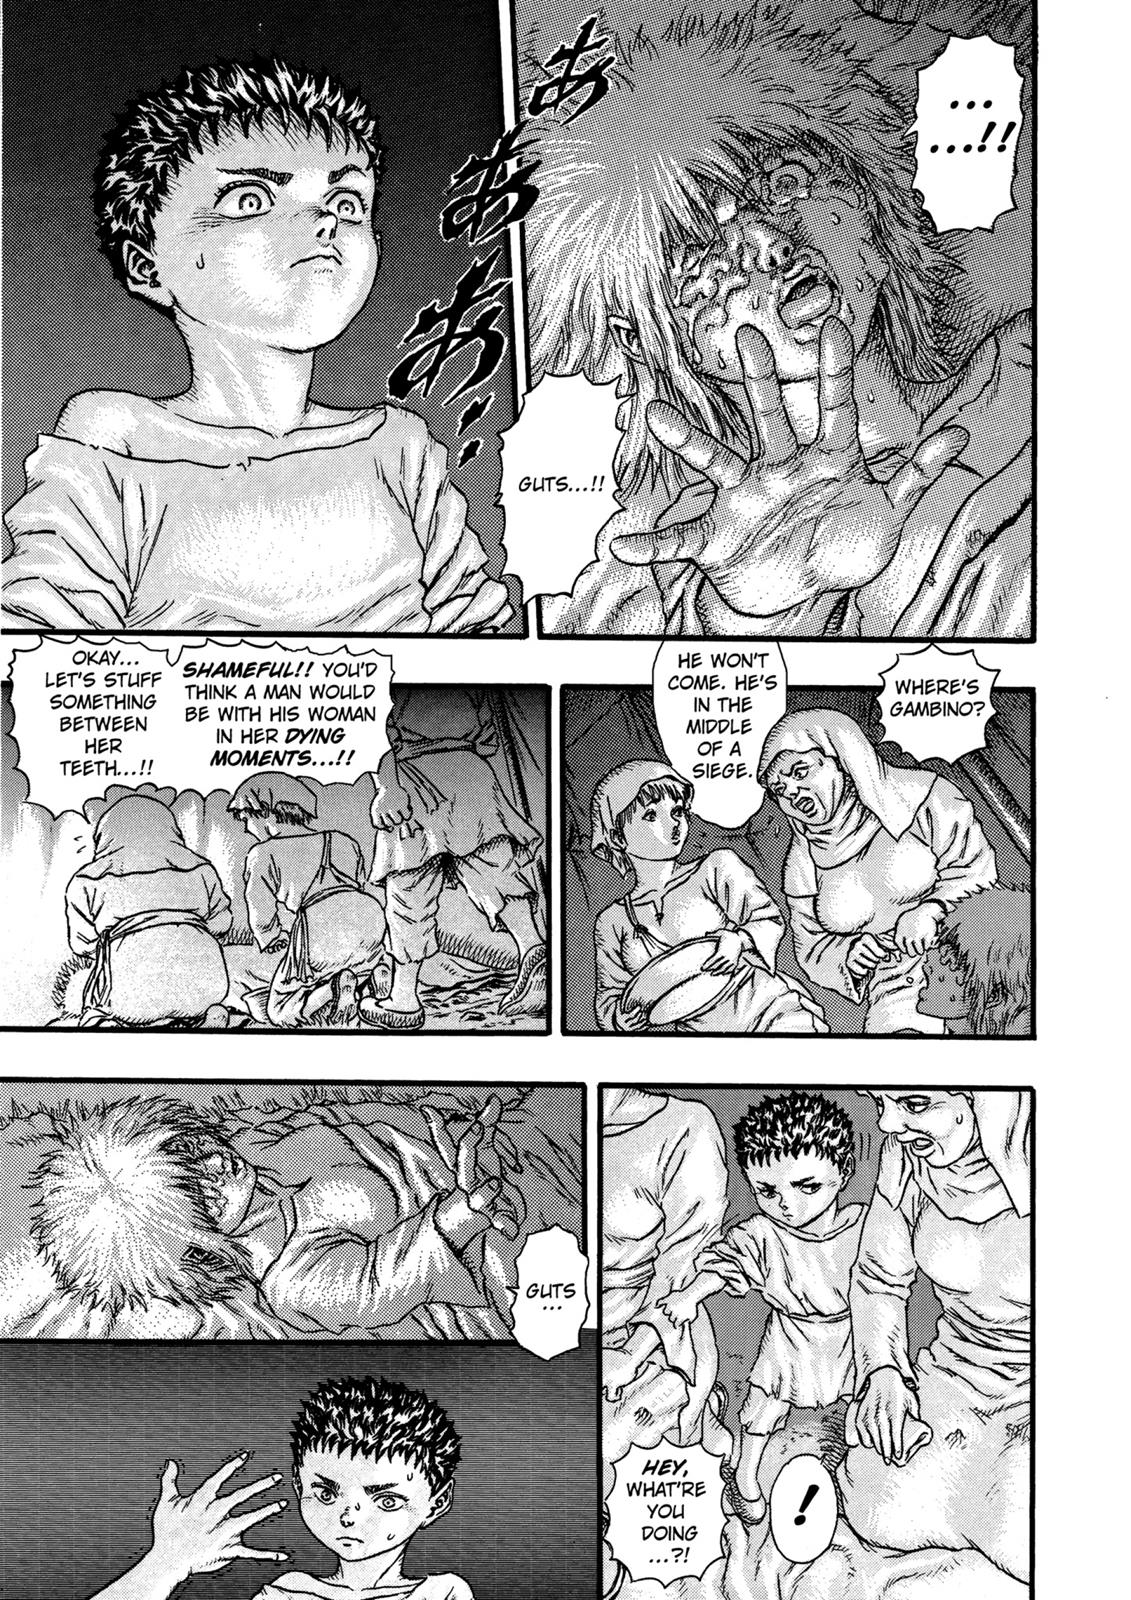 ...
...!!
GUTS...!!
あ
あ
あ・・
WHERE'S
GAMBINO?
HE WON'T
COME. HE'S
IN THE
MIDDLE
OF A
SIEGE.
SHAMEFUL!! YOU'D
THINK A MAN WOULD
BE WITH HIS WOMAN
IN HER DYING
MOMENTS...!!
OKAY...
LET'S STUFF
SOMETHING
BETWEEN
HER
TEETH...!!
!
HEY,
WHAT'RE
YOU
DOING
...?!
GUTS
...